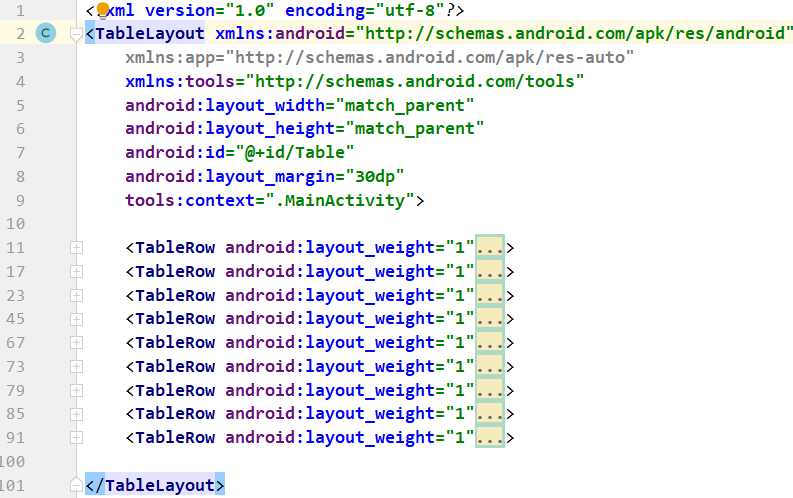 1 <?xml version="1.0" encoding="utf-8"?>
2 C <TableLayout xmlns:android="http://schemas.android.com/apk/res/android"
3 xmlns:app="http://schemas.android.com/apk/res-auto"
4 xmlns:tools="http://schemas.android.com/tools"
5 android:layout_width="match_parent"
6 android:layout_height="match_parent"
7 android:id="@+id/Table"
8 android:layout_margin="30dp"
9 tools:context=".MainActivity">
10
11 <TableRow android:layout_weight="1"...>
17 <TableRow android:layout_weight="1"...>
23 <TableRow android:layout_weight="1"...>
45 <TableRow android:layout_weight="1"...>
67 <TableRow android:layout_weight="1"...>
73 <TableRow android:layout_weight="1"...>
79 <TableRow android:layout_weight="1"...>
85 <TableRow android:layout_weight="1"...>
91 <TableRow android:layout_weight="1"...>
100
101 </TableLayout>